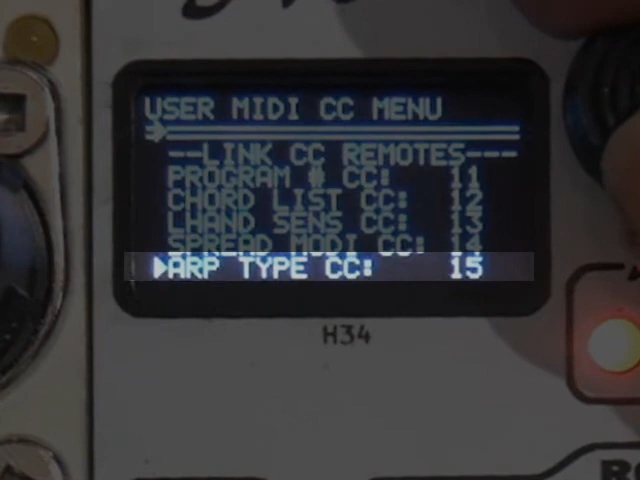 USER MIDI CC MENU
--LINK CC REMOTES---
PROGRAM # CC: 11
CHORD LIST CC: 12
LHAND SENS CC: 13
SPREAD MODI CC: 14
ARP TYPE CC: 15
H34